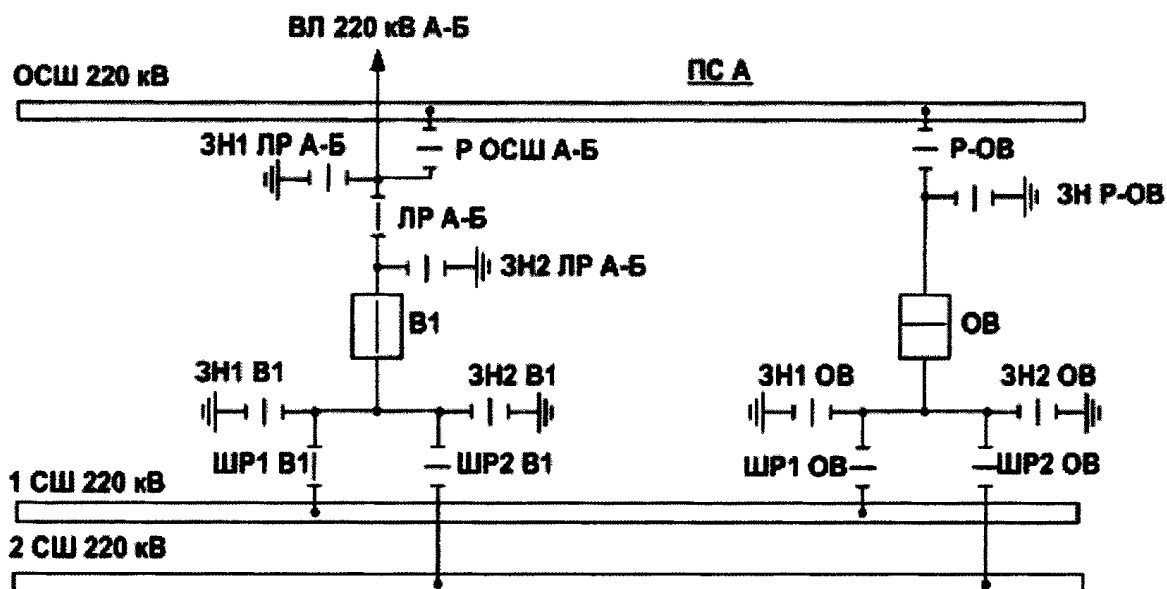 ВЛ 220 кВ А-Б
ОСШ 220 кВ
ПС А
ЗН1 ЛР А-Б
Р ОСШ А-Б
Р-ОВ
ЗН Р-ОВ
ЛР А-Б
ЗН2 ЛР А-Б
В1
ОВ
ЗН1 В1
ЗН2 В1
ЗН1 ОВ
ЗН2 ОВ
ШР1 В1
ШР2 В1
ШР1 ОВ
ШР2 ОВ
1 СШ 220 кВ
2 СШ 220 кВ